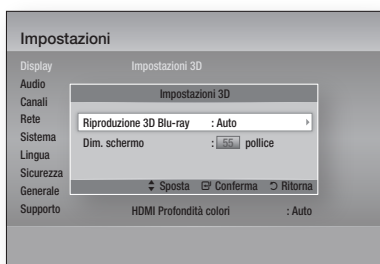 Impostazioni
Display Impostazioni 3D
Audio
Canali
Rete
Sistema
Lingua
Sicurezza
Generale
Supporto
Impostazioni 3D
Riproduzione 3D Blu-ray : Auto
Dim. schermo : 55 pollice
Sposta Conferma Ritorna
HDMI Profondità colori : Auto